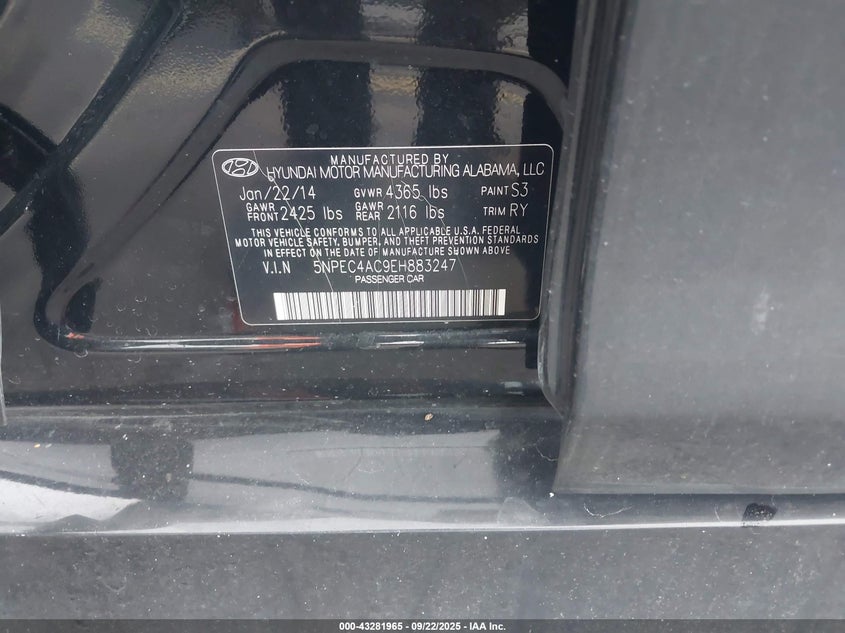 MANUFACTURED BY
HYUNDAI MOTOR MANUFACTURING ALABAMA, LLC
Jan/22/14 GVWR 4365 lbs PAINT S3
GAWR FRONT 2425 lbs GAWR REAR 2116 lbs TRIM RY
THIS VEHICLE CONFORMS TO ALL APPLICABLE U.S.A. FEDERAL
MOTOR VEHICLE SAFETY, BUMPER, AND THEFT PREVENTION STANDARDS
IN EFFECT ON THE DATE OF MANUFACTURE SHOWN ABOVE
V.I.N 5NPEC4AC9EH883247
PASSENGER CAR
000-43281965 - 09/22/2025 - IAA Inc.